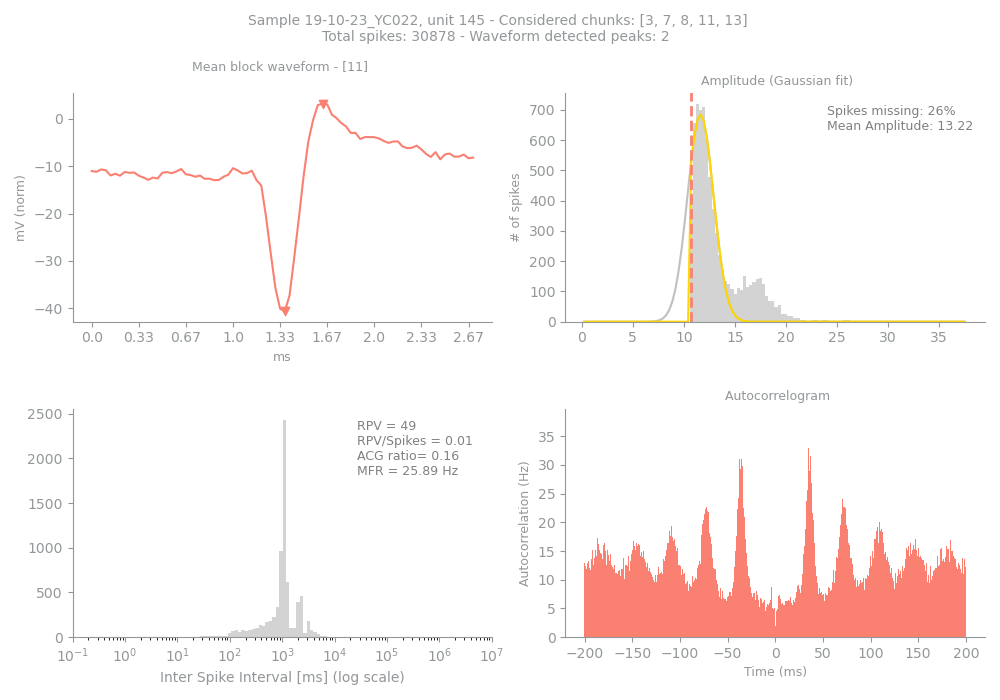 Sample 19-10-23_YC022, unit 145 - Considered chunks: [3, 7, 8, 11, 13]
Total spikes: 30878 - Waveform detected peaks: 2
Mean block waveform - [11]
mV (norm)
0
−10
−20
−30
−40
0.0 0.33 0.67 1.0 1.33 1.67 2.0 2.33 2.67
ms
Amplitude (Gaussian fit)
Spikes missing: 26%
Mean Amplitude: 13.22
# of spikes
700
600
500
400
300
200
100
0
0 5 10 15 20 25 30 35
RPV = 49
RPV/Spikes = 0.01
ACG ratio= 0.16
MFR = 25.89 Hz
2500
2000
1500
1000
500
0
10⁻¹ 10⁰ 10¹ 10² 10³ 10⁴ 10⁵ 10⁶ 10⁷
Inter Spike Interval [ms] (log scale)
Autocorrelogram
Autocorrelation (Hz)
35
30
25
20
15
10
5
0
−200 −150 −100 −50 0 50 100 150 200
Time (ms)